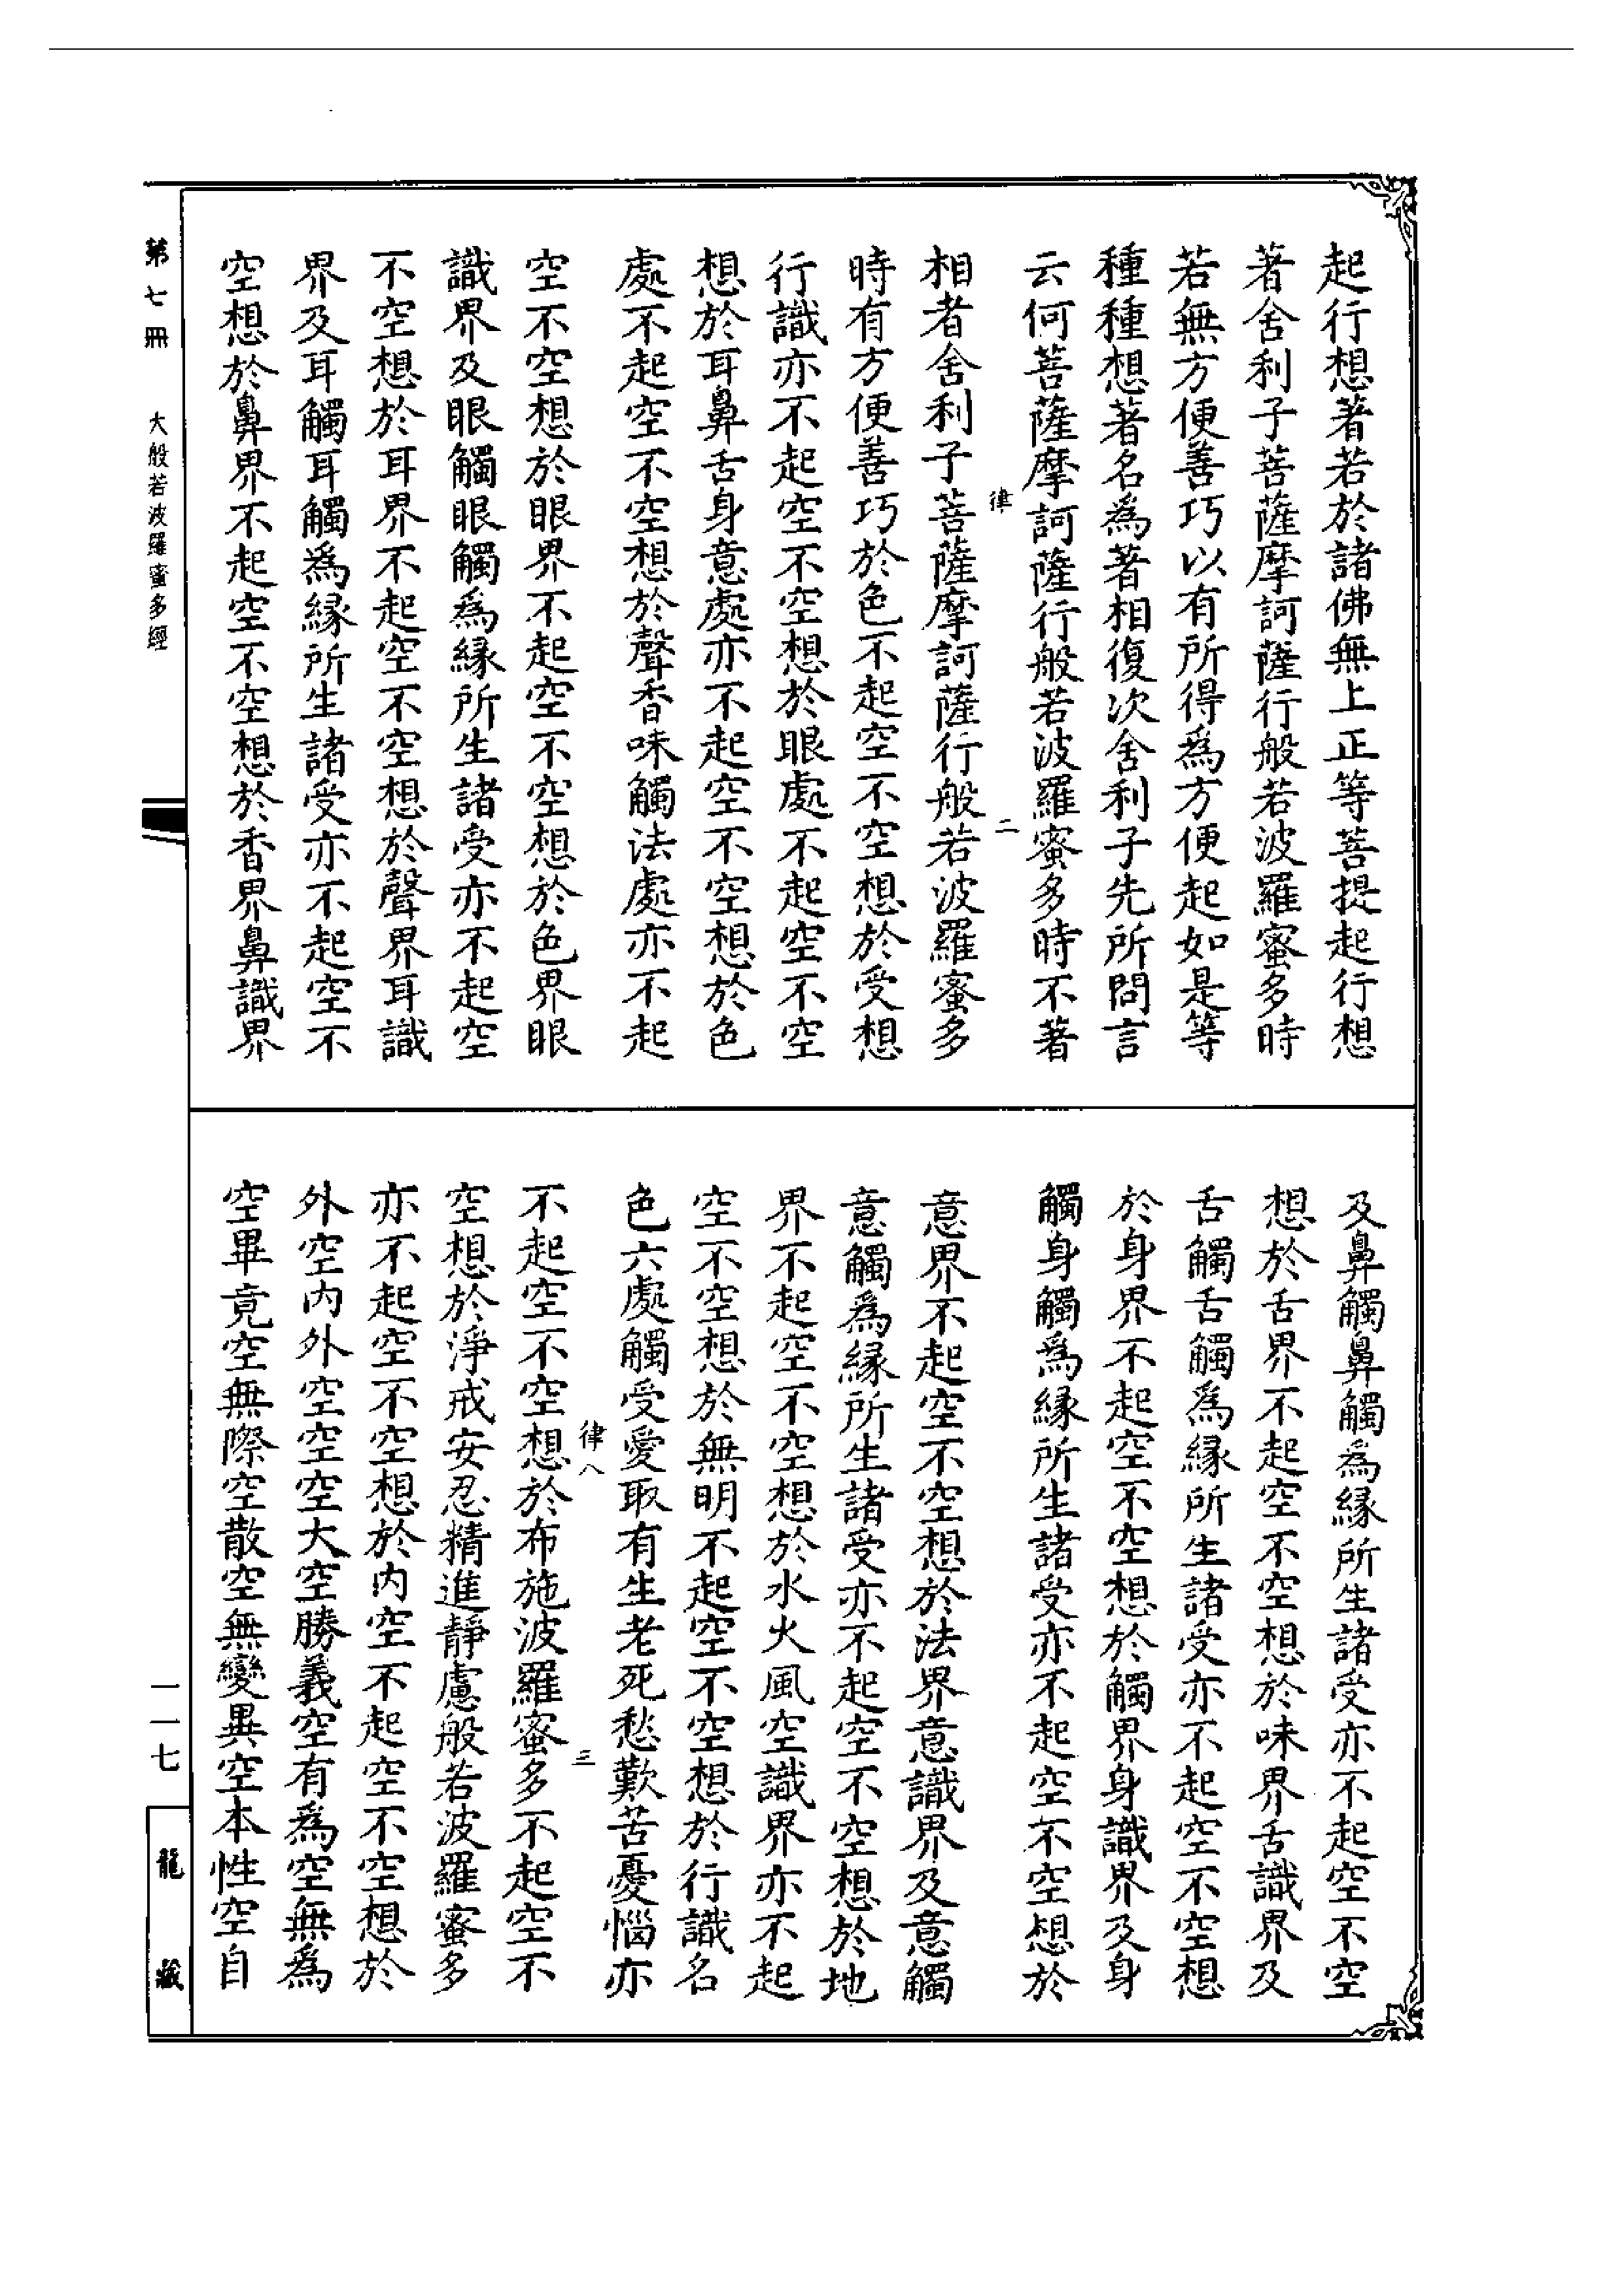 起行想著若於諸佛無上正等菩提起行想
著舍利子菩薩摩訶薩行般若波羅蜜多時
若無方便善巧以有所得爲方便起如是等
種種想著名爲著相復次舍利子先所問言
云何菩薩摩訶薩行般若波羅蜜多時不著
律 二
相者舍利子菩薩摩訶薩行般若波羅蜜多
時有方便善巧於色不起空不空想於受想
行識亦不起空不空想於眼處不起空不空
想於耳鼻舌身意處亦不起空不空想於色
處不起空不空想於聲香味觸法處亦不起
空不空想於眼界不起空不空想於色界眼
識界及眼觸眼觸爲緣所生諸受亦不起空
不空想於耳界不起空不空想於聲界耳識
界及耳觸耳觸爲緣所生諸受亦不起空不
空想於鼻界不起空不空想於香界鼻識界
第七冊 大般若波羅蜜多經
及鼻觸鼻觸爲緣所生諸受亦不起空不空
想於舌界不起空不空想於味界舌識界及
舌觸舌觸爲緣所生諸受亦不起空不空想
於身界不起空不空想於觸界身識界及身
觸身觸爲緣所生諸受亦不起空不空想於
意界不起空不空想於法界意識界及意觸
意觸爲緣所生諸受亦不起空不空想於地
界不起空不空想於水火風空識界亦不起
空不空想於無明不起空不空想於行識名
色六處觸受愛取有生老死愁歎苦憂惱亦
律八 三
不起空不空想於布施波羅蜜多不起空不
空想於淨戒安忍精進靜慮般若波羅蜜多
亦不起空不空想於內空不起空不空想於
外空內外空空空大空勝義空有爲空無爲
空畢竟空無際空散空無變異空本性空自
一一七
龍藏